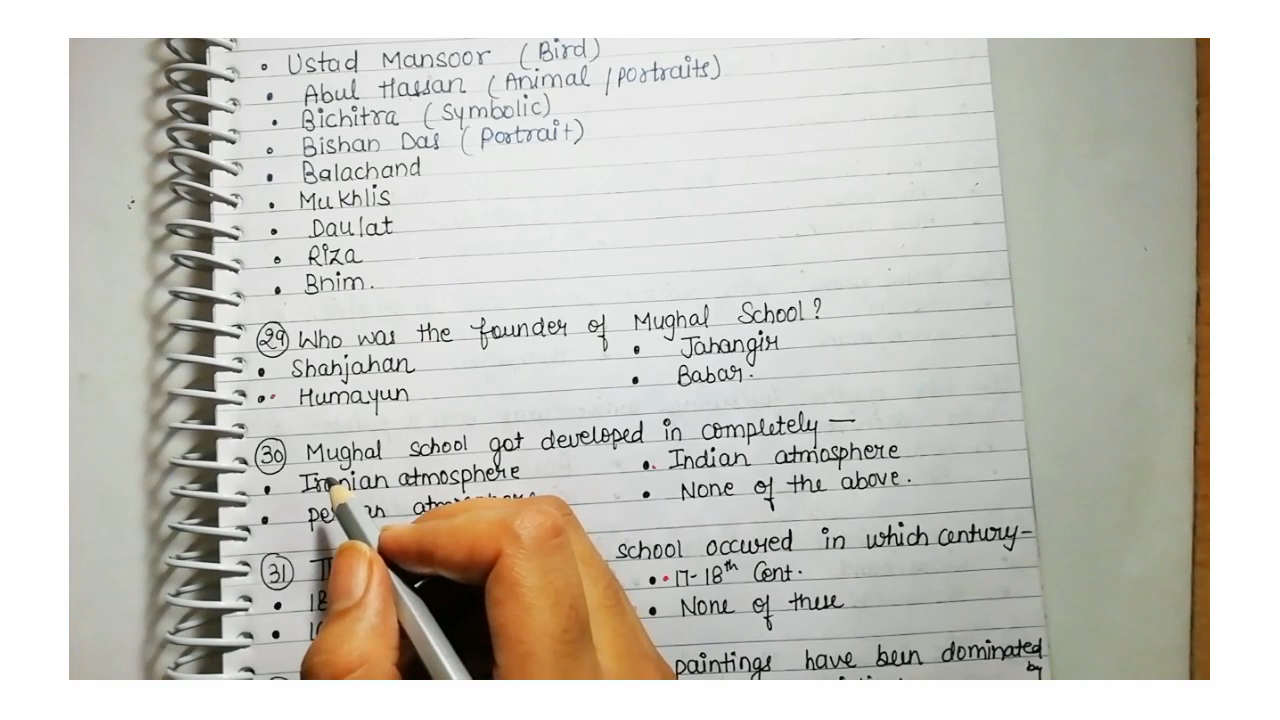 • Ustad Mansoor (Bird)
• Abul Hassan (Animal / portraits)
• Bichitra (Symbolic)
• Bishan Das (Portrait)
• Balachand
• Mukhlis
• Daulat
• Riza
• Bhim.
29 Who was the founder of Mughal School?
• Shahjahan • Jahangir
• Humayun • Babar.
30 Mughal school got developed in completely —
• Iranian atmosphere • Indian atmosphere
• atmosphere • None of the above.
31 school occured in which century-
• 17-18th Cent.
• None of these
paintings have been dominated
by